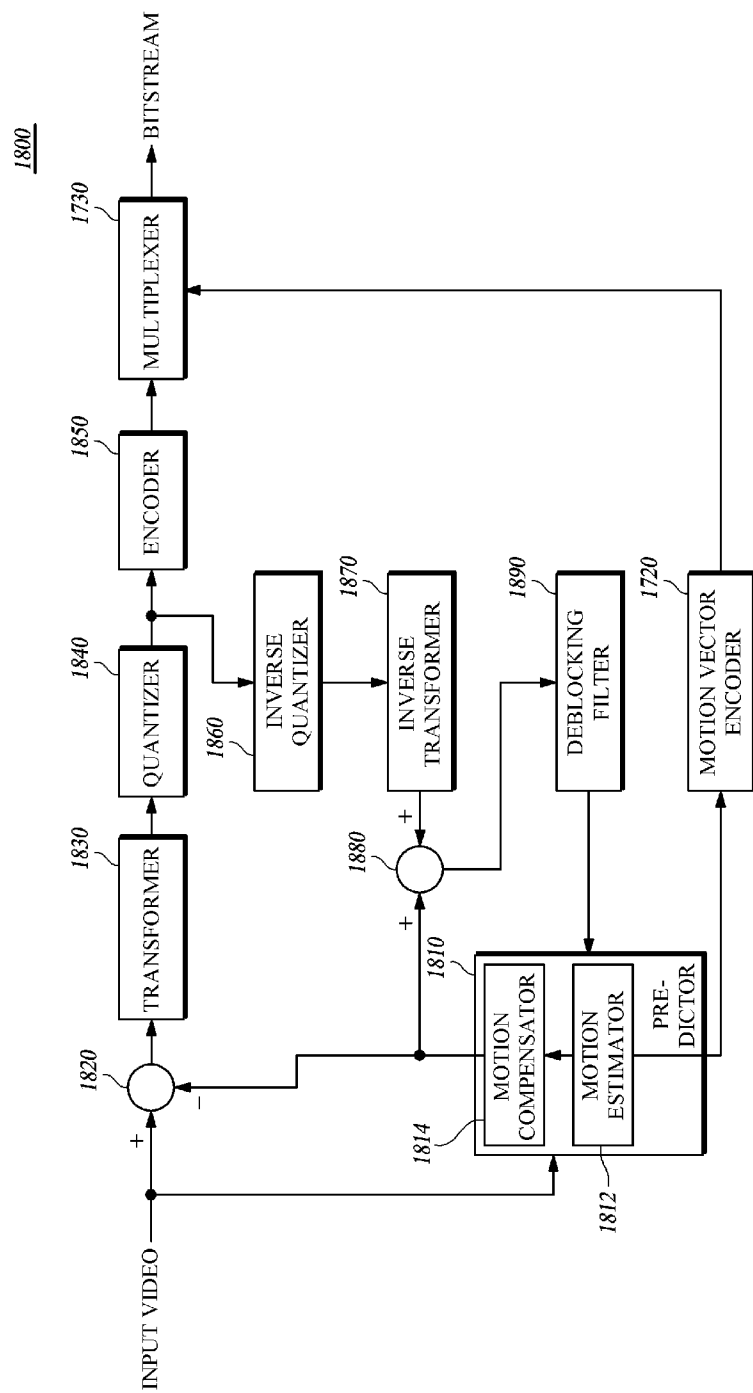 1800
INPUT VIDEO
+
−
1820
TRANSFORMER
1830
QUANTIZER
1840
ENCODER
1850
MULTIPLEXER
1730
BITSTREAM
INVERSE
QUANTIZER
1860
INVERSE
TRANSFORMER
1870
+
+
1880
DEBLOCKING
FILTER
1890
1810
MOTION
COMPENSATOR
1814
MOTION
ESTIMATOR
1812
PRE-
DICTOR
MOTION VECTOR
ENCODER
1720